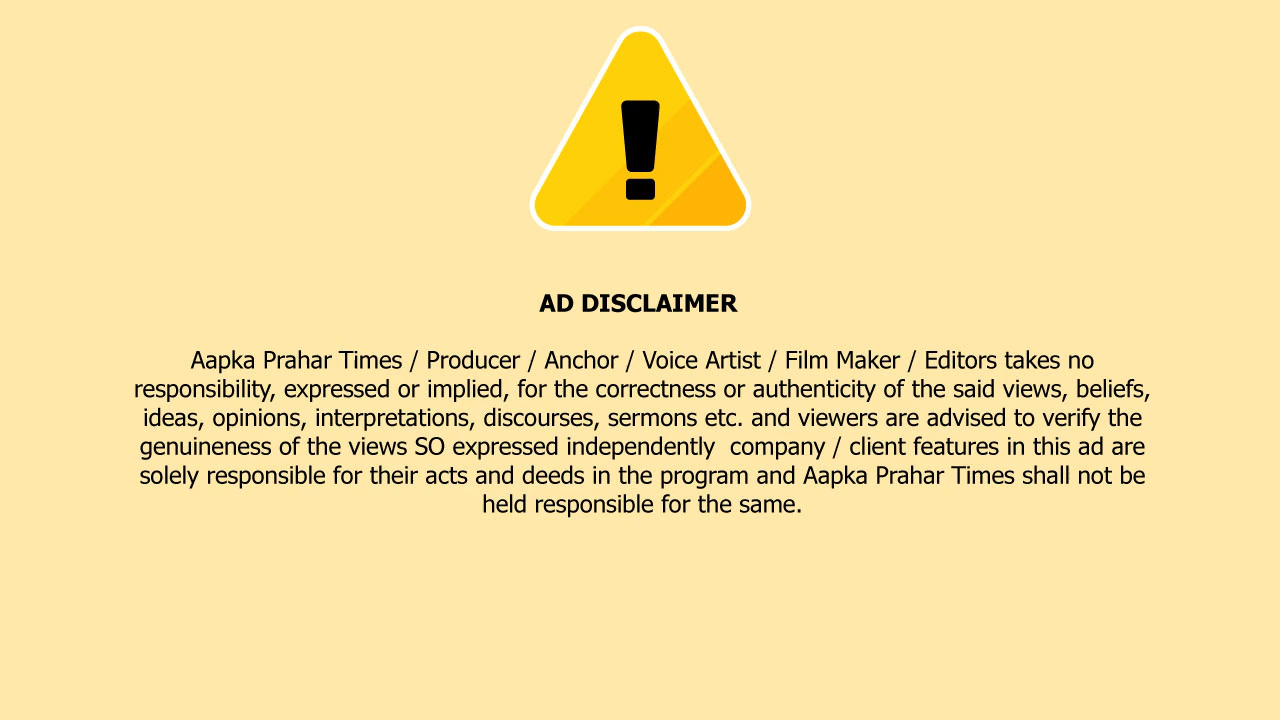 AD DISCLAIMER
Aapka Prahar Times / Producer / Anchor / Voice Artist / Film Maker / Editors takes no
responsibility, expressed or implied, for the correctness or authenticity of the said views, beliefs,
ideas, opinions, interpretations, discourses, sermons etc. and viewers are advised to verify the
genuineness of the views SO expressed independently  company / client features in this ad are
solely responsible for their acts and deeds in the program and Aapka Prahar Times shall not be
held responsible for the same.